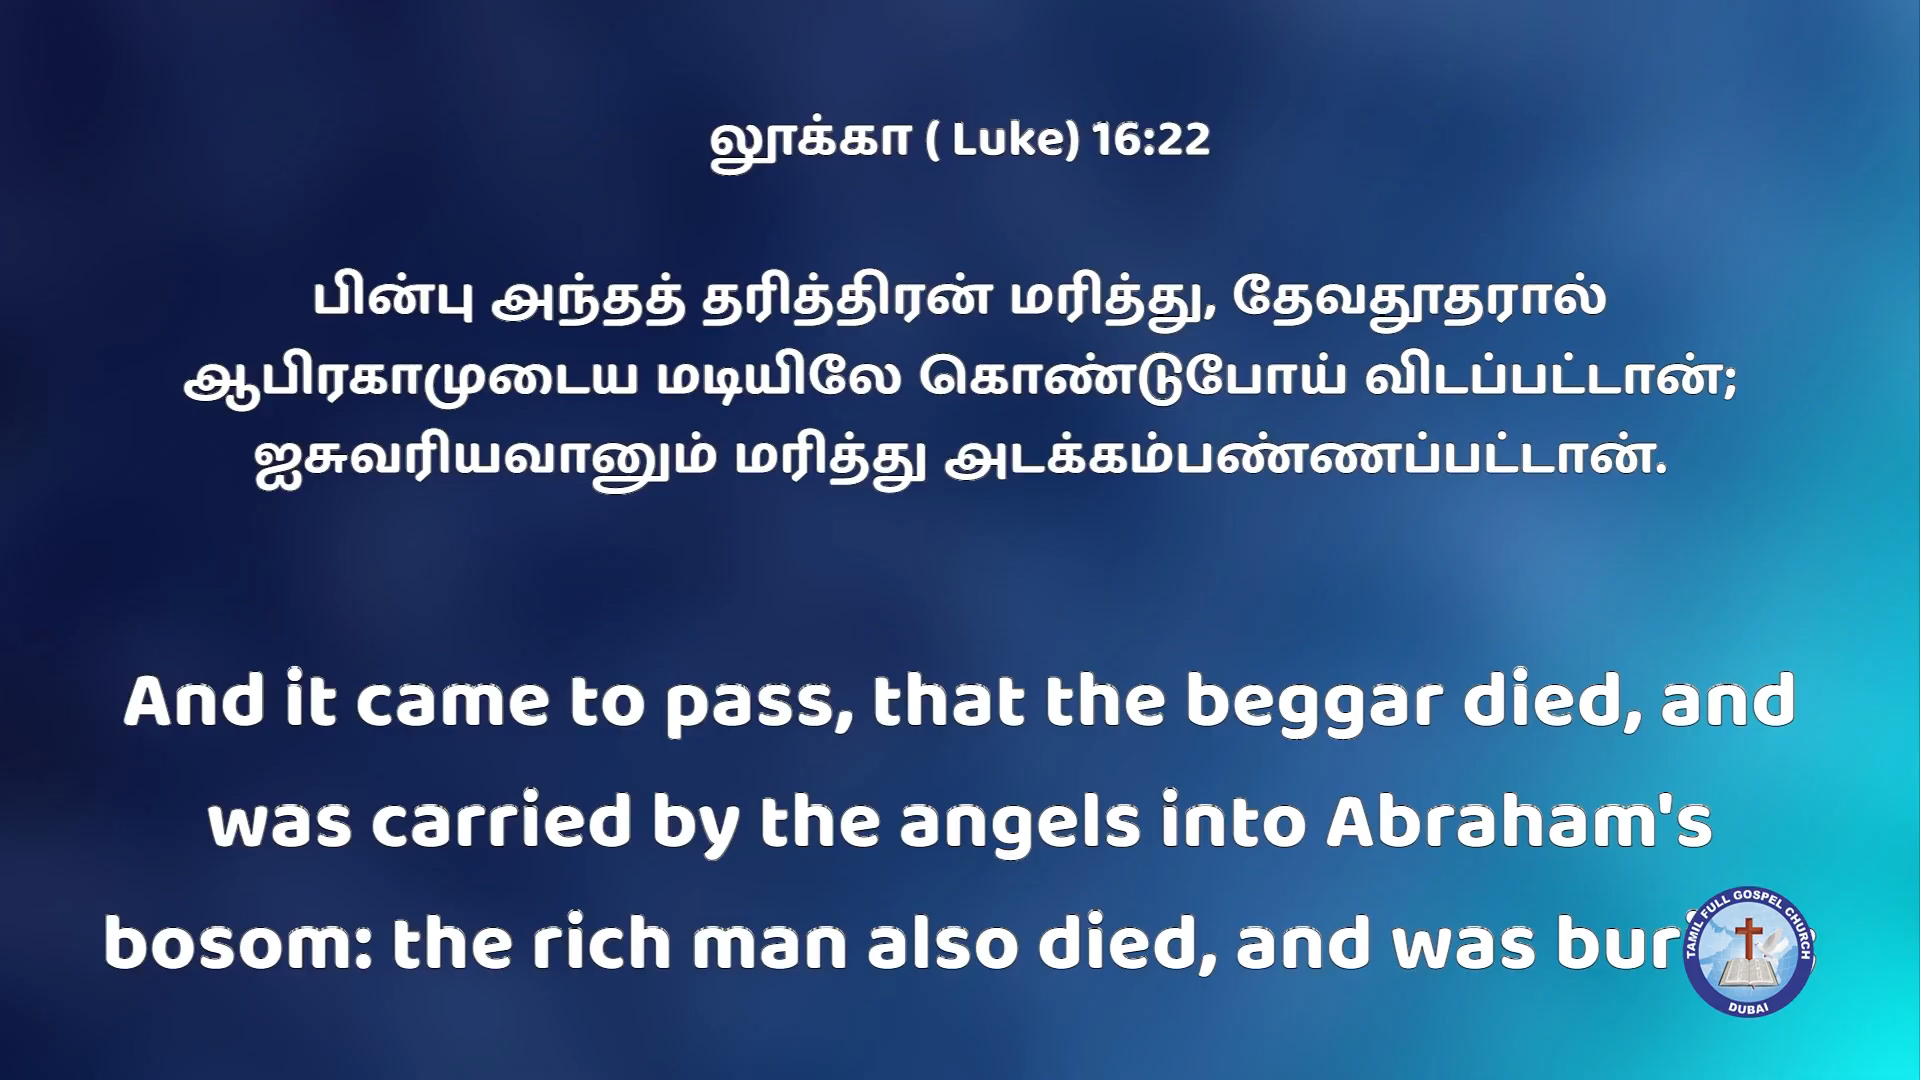 லூக்கா ( Luke) 16:22
பின்பு அந்தத் தரித்திரன் மரித்து, தேவதூதரால்
ஆபிரகாமுடைய மடியிலே கொண்டுபோய் விடப்பட்டான்;
ஐசுவரியவானும் மரித்து அடக்கம்பண்ணப்பட்டான்.
And it came to pass, that the beggar died, and
was carried by the angels into Abraham's
bosom: the rich man also died, and was
TAMIL FULL GOSPEL CHURCH
DUBAI